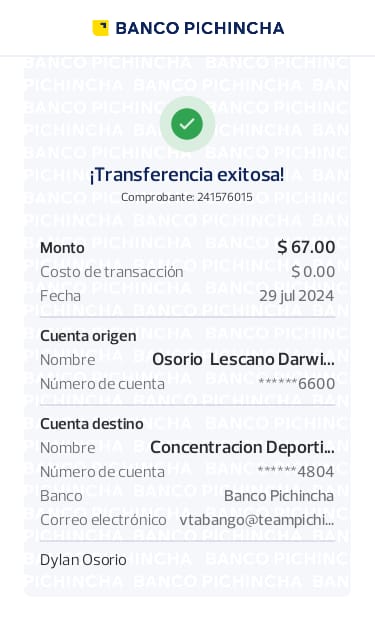 BANCO PICHINCHA
¡Transferencia exitosa!
Comprobante: 241576015
Monto $ 67.00
Costo de transacción $ 0.00
Fecha 29 jul 2024
Cuenta origen
Nombre Osorio Lescano Darwi...
Número de cuenta ******6600
Cuenta destino
Nombre Concentracion Deporti...
Número de cuenta ******4804
Banco Banco Pichincha
Correo electrónico vtabango@teampichi...
Dylan Osorio